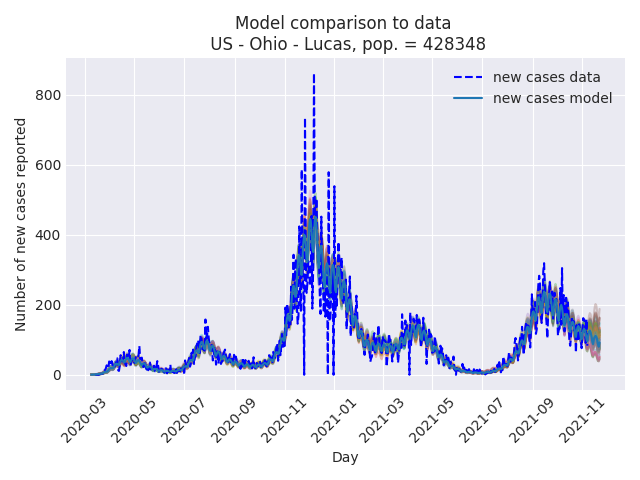 Model comparison to data
US - Ohio - Lucas, pop. = 428348
new cases data
new cases model
Number of new cases reported
800
600
400
200
0
2020-03
2020-05
2020-07
2020-09
2020-11
2021-01
2021-03
2021-05
2021-07
2021-09
2021-11
Day